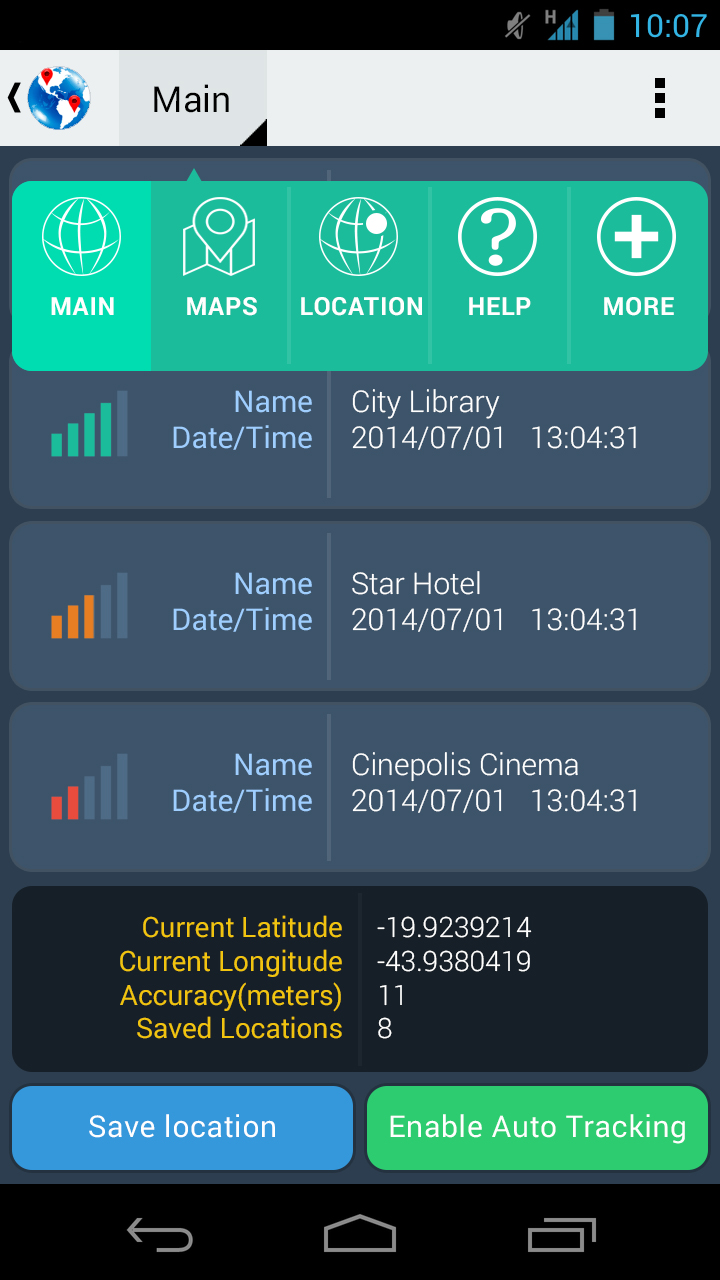 H 10:07
Main
MAIN MAPS LOCATION HELP MORE
Name City Library
Date/Time 2014/07/01 13:04:31
Name Star Hotel
Date/Time 2014/07/01 13:04:31
Name Cinepolis Cinema
Date/Time 2014/07/01 13:04:31
Current Latitude -19.9239214
Current Longitude -43.9380419
Accuracy(meters) 11
Saved Locations 8
Save location Enable Auto Tracking